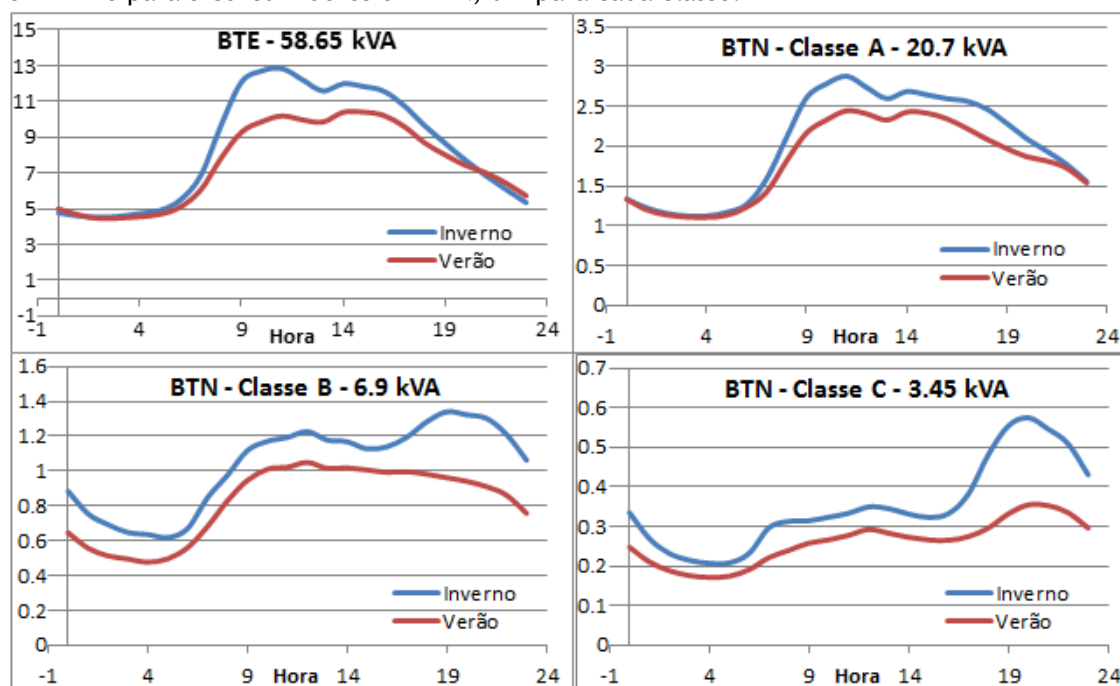 para cada classe.
BTE - 58.65 kVA
15
13
11
9
7
5
3
1
-1
-1 4 9 Hora 14 19 24
Inverno
Verão
BTN - Classe A - 20.7 kVA
3.5
3
2.5
2
1.5
1
0.5
0
-1 4 9 Hora 14 19 24
Inverno
Verão
BTN - Classe B - 6.9 kVA
1.6
1.4
1.2
1
0.8
0.6
0.4
0.2
0
-1 4 9 Hora 14 19 24
Inverno
Verão
BTN - Classe C - 3.45 kVA
0.7
0.6
0.5
0.4
0.3
0.2
0.1
0
-1 4 9 Hora 14 19 24
Inverno
Verão